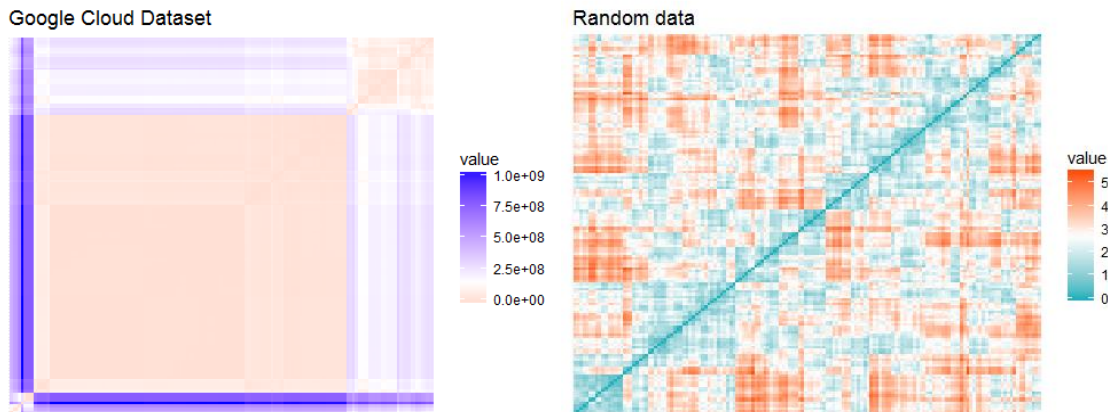 Google Cloud Dataset
value
1.0e+09
7.5e+08
5.0e+08
2.5e+08
0.0e+00
Random data
value
5
4
3
2
1
0